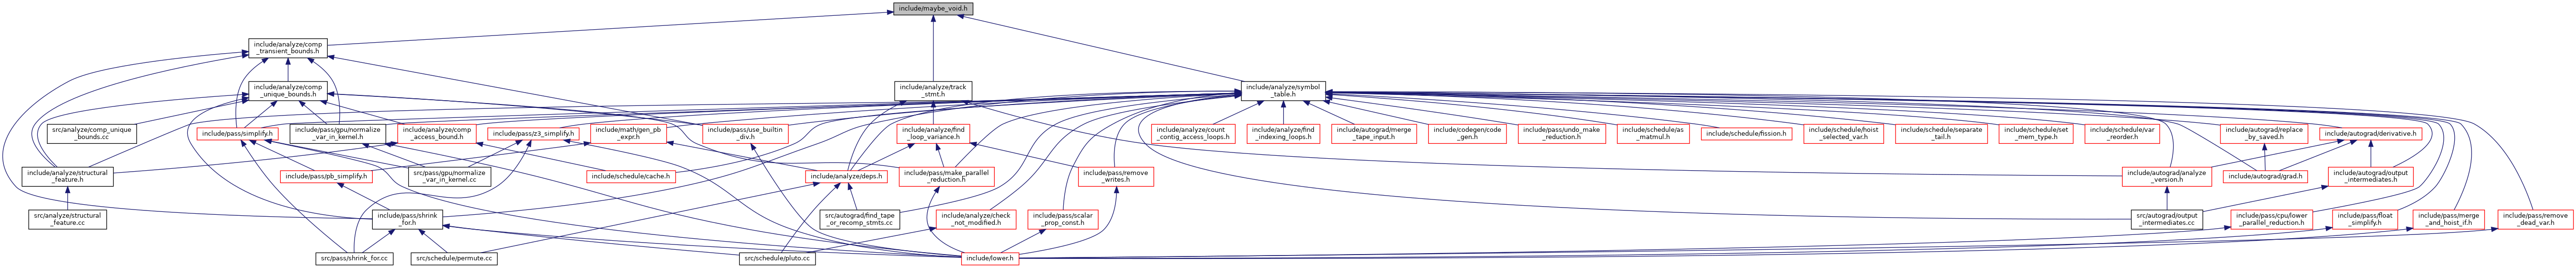 include/maybe_void.h
include/analyze/comp
_transient_bounds.h
include/analyze/comp
_unique_bounds.h
include/analyze/track
_stmt.h
include/analyze/symbol
_table.h
src/analyze/comp_unique
_bounds.cc
include/pass/simplify.h
include/pass/gpu/normalize
_var_in_kernel.h
include/analyze/comp
_access_bound.h
include/pass/z3_simplify.h
include/math/gen_pb
_expr.h
include/pass/use_builtin
_div.h
include/analyze/find
_loop_variance.h
include/analyze/count
_contig_access_loops.h
include/analyze/find
_indexing_loops.h
include/autograd/merge
_tape_input.h
include/codegen/code
_gen.h
include/pass/undo_make
_reduction.h
include/schedule/as
_matmul.h
include/schedule/fission.h
include/schedule/hoist
_selected_var.h
include/schedule/separate
_tail.h
include/schedule/set
_mem_type.h
include/schedule/var
_reorder.h
include/autograd/replace
_by_saved.h
include/autograd/derivative.h
include/analyze/structural
_feature.h
include/pass/pb_simplify.h
src/pass/gpu/normalize
_var_in_kernel.cc
include/schedule/cache.h
include/analyze/deps.h
include/pass/make_parallel
_reduction.h
include/pass/remove
_writes.h
include/autograd/analyze
_version.h
include/autograd/grad.h
include/autograd/output
_intermediates.h
src/analyze/structural
_feature.cc
include/pass/shrink
_for.h
src/autograd/find_tape
_or_recomp_stmts.cc
include/analyze/check
_not_modified.h
include/pass/scalar
_prop_const.h
src/autograd/output
_intermediates.cc
include/pass/cpu/lower
_parallel_reduction.h
include/pass/float
_simplify.h
include/pass/merge
_and_hoist_if.h
include/pass/remove
_dead_var.h
src/pass/shrink_for.cc
src/schedule/permute.cc
src/schedule/pluto.cc
include/lower.h